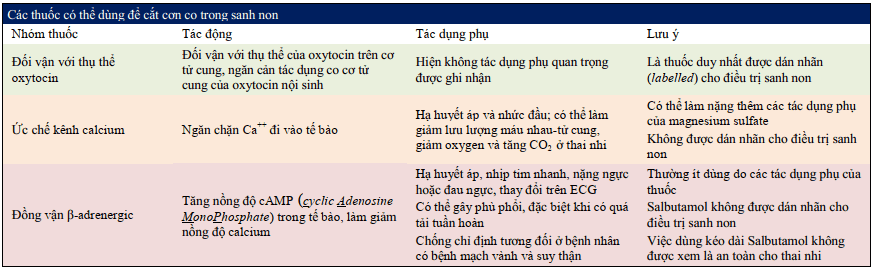 Các thuốc có thể dùng để cắt cơn co trong sanh non
Nhóm thuốc
Tác động
Tác dụng phụ
Lưu ý
Đối vận với thụ thể
oxytocin
Đối vận với thụ thể của oxytocin trên cơ
tử cung, ngăn cản tác dụng co cơ tử
cung của oxytocin nội sinh
Hiện không tác dụng phụ quan trọng
được ghi nhận
Là thuốc duy nhất được dán nhãn
(labelled) cho điều trị sanh non
Ức chế kênh calcium
Ngăn chặn Ca++ đi vào tế bào
Hạ huyết áp và nhức đầu; có thể làm
giảm lưu lượng máu nhau-tử cung,
giảm oxygen và tăng CO2 ở thai nhi
Có thể làm nặng thêm các tác dụng phụ
của magnesium sulfate
Không được dán nhãn cho điều trị sanh
non
Đồng vận β-adrenergic
Tăng nồng độ cAMP (cyclic Adenosine
MonoPhosphate) trong tế bào, làm giảm
nồng độ calcium
Hạ huyết áp, nhịp tim nhanh, nặng ngực
hoặc đau ngực, thay đổi trên ECG
Có thể gây phù phổi, đặc biệt khi có quá
tải tuần hoàn
Chống chỉ định tương đối ở bệnh nhân
có bệnh mạch vành và suy thận
Thường ít dùng do các tác dụng phụ của
thuốc
Salbutamol không được dán nhãn cho
điều trị sanh non
Việc dùng kéo dài Salbutamol không
được xem là an toàn cho thai nhi